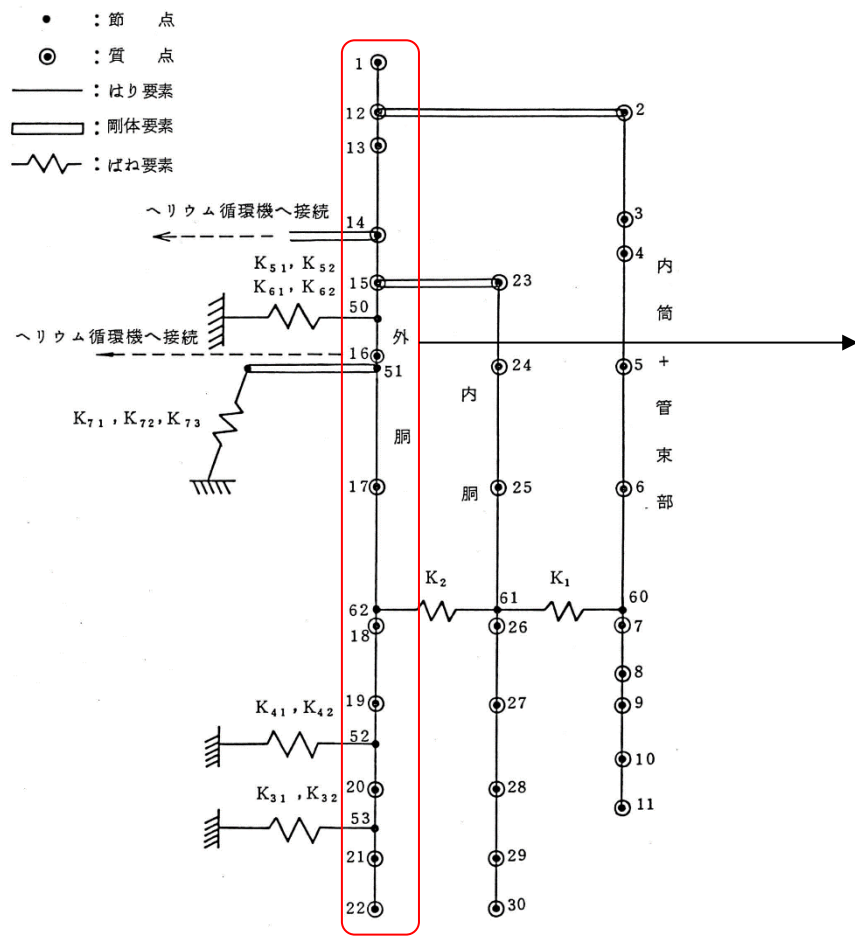 • : 節 点
◉ : 質 点
: はり要素
: 剛体要素
: ばね要素
1
12
2
13
3
ヘリウム循環機へ接続
14
4
K₅₁, K₅₂
K₆₁, K₆₂
15
23
50
ヘリウム循環機へ接続
16
51
24
5
K₇₁, K₇₂, K₇₃
外胴
内胴
内筒+管束部
17
25
6
K₂
K₁
62
61
60
18
26
7
8
19
27
9
K₄₁, K₄₂
52
10
20
28
11
K₃₁, K₃₂
53
21
29
22
30